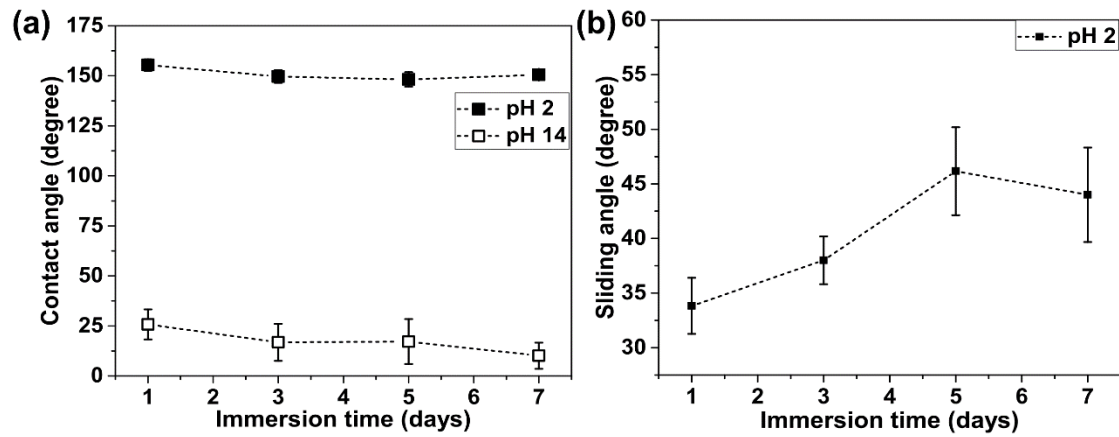 (a)
Contact angle (degree)
175
150
125
100
75
50
25
0
pH 2
pH 14
1 2 3 4 5 6 7
Immersion time (days)
(b)
Sliding angle (degree)
60
55
50
45
40
35
30
pH 2
1 2 3 4 5 6 7
Immersion time (days)